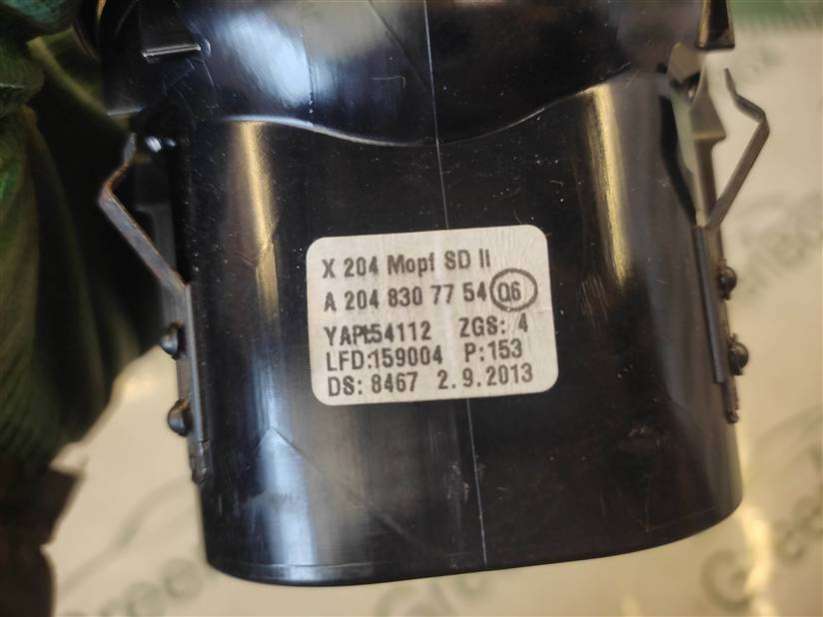 X 204 Mopf SD II
A 204 830 77 54 Q6
YAPL54112 ZGS: 4
LFD:159004 P:153
DS: 8467 2.9.2013